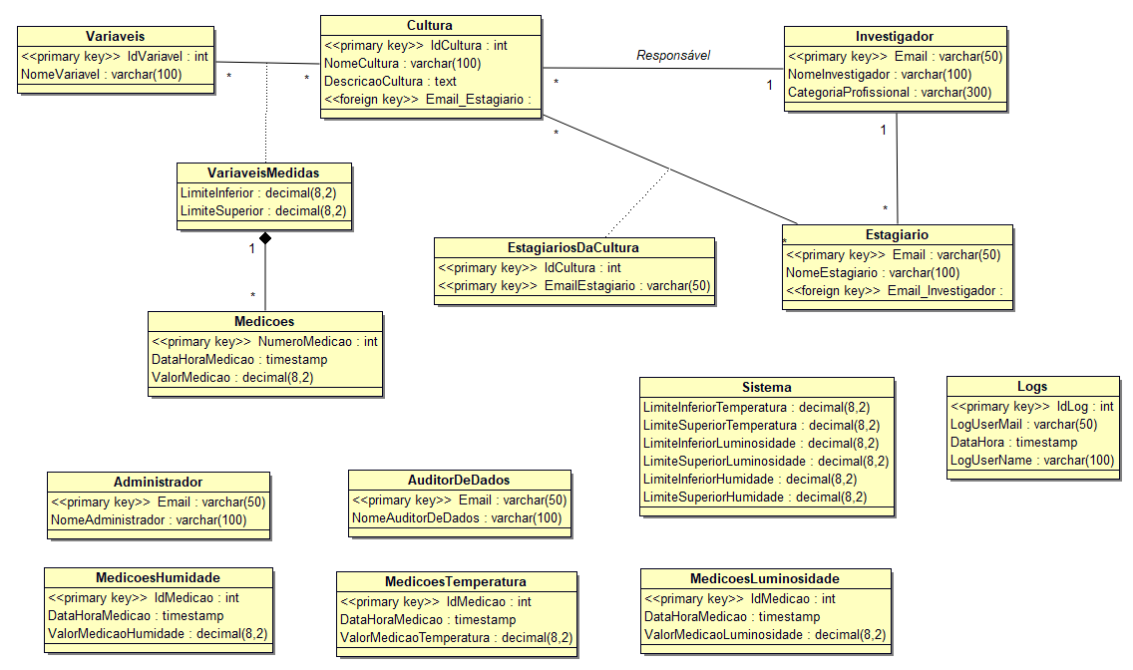 Variaveis
<<primary key>> IdVariavel : int
NomeVariavel : varchar(100)
*
*
Cultura
<<primary key>> IdCultura : int
NomeCultura : varchar(100)
DescricaoCultura : text
<<foreign key>> Email_Estagiario :
Responsável
*
1
Investigador
<<primary key>> Email : varchar(50)
NomeInvestigador : varchar(100)
CategoriaProfissional : varchar(300)
*
1
VariaveisMedidas
LimiteInferior : decimal(8,2)
LimiteSuperior : decimal(8,2)
1
*
EstagiariosDaCultura
<<primary key>> IdCultura : int
<<primary key>> EmailEstagiario : varchar(50)
*
*
Estagiario
<<primary key>> Email : varchar(50)
NomeEstagiario : varchar(100)
<<foreign key>> Email_Investigador :
Medicoes
<<primary key>> NumeroMedicao : int
DataHoraMedicao : timestamp
ValorMedicao : decimal(8,2)
Sistema
LimiteInferiorTemperatura : decimal(8,2)
LimiteSuperiorTemperatura : decimal(8,2)
LimiteInferiorLuminosidade : decimal(8,2)
LimiteSuperiorLuminosidade : decimal(8,2)
LimiteInferiorHumidade : decimal(8,2)
LimiteSuperiorHumidade : decimal(8,2)
Logs
<<primary key>> IdLog : int
LogUserMail : varchar(50)
DataHora : timestamp
LogUserName : varchar(100)
Administrador
<<primary key>> Email : varchar(50)
NomeAdministrador : varchar(100)
AuditorDeDados
<<primary key>> Email : varchar(50)
NomeAuditorDeDados : varchar(100)
MedicoesHumidade
<<primary key>> IdMedicao : int
DataHoraMedicao : timestamp
ValorMedicaoHumidade : decimal(8,2)
MedicoesTemperatura
<<primary key>> IdMedicao : int
DataHoraMedicao : timestamp
ValorMedicaoTemperatura : decimal(8,2)
MedicoesLuminosidade
<<primary key>> IdMedicao : int
DataHoraMedicao : timestamp
ValorMedicaoLuminosidade : decimal(8,2)